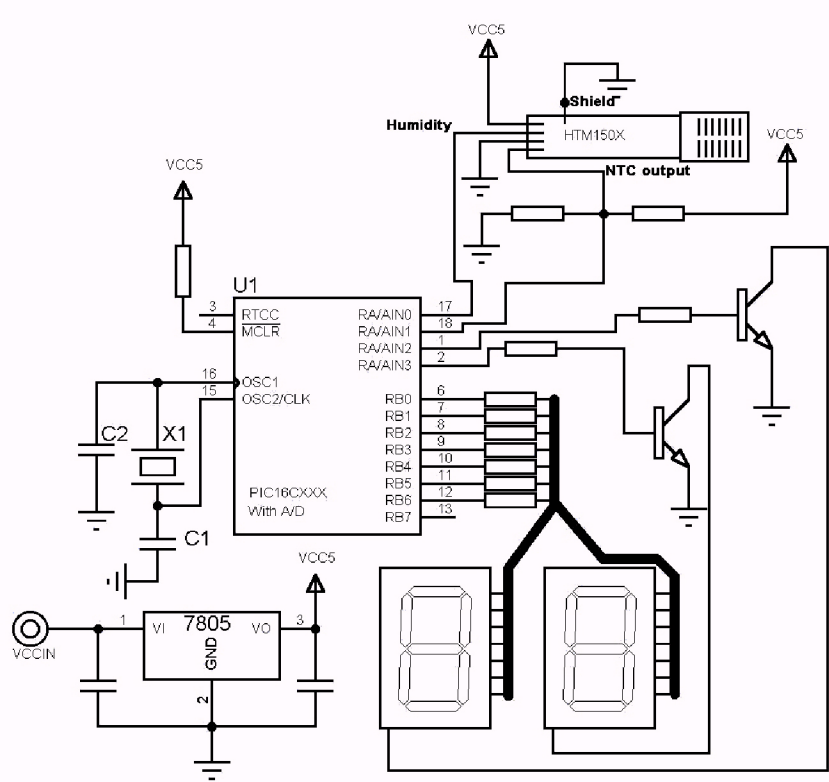 VCC5
Shield
Humidity
HTM150X
VCC5
NTC output
VCC5
U1
3 RTCC
4 MCLR
16 OSC1
15 OSC2/CLK
RA/AIN0 17
RA/AIN1 18
RA/AIN2 1
RA/AIN3 2
RB0 6
RB1 7
RB2 8
RB3 9
RB4 10
RB5 11
RB6 12
RB7 13
PIC16CXXX
With A/D
C2
X1
C1
VCC5
VCCIN
1 VI
7805
VO 3
GND
2